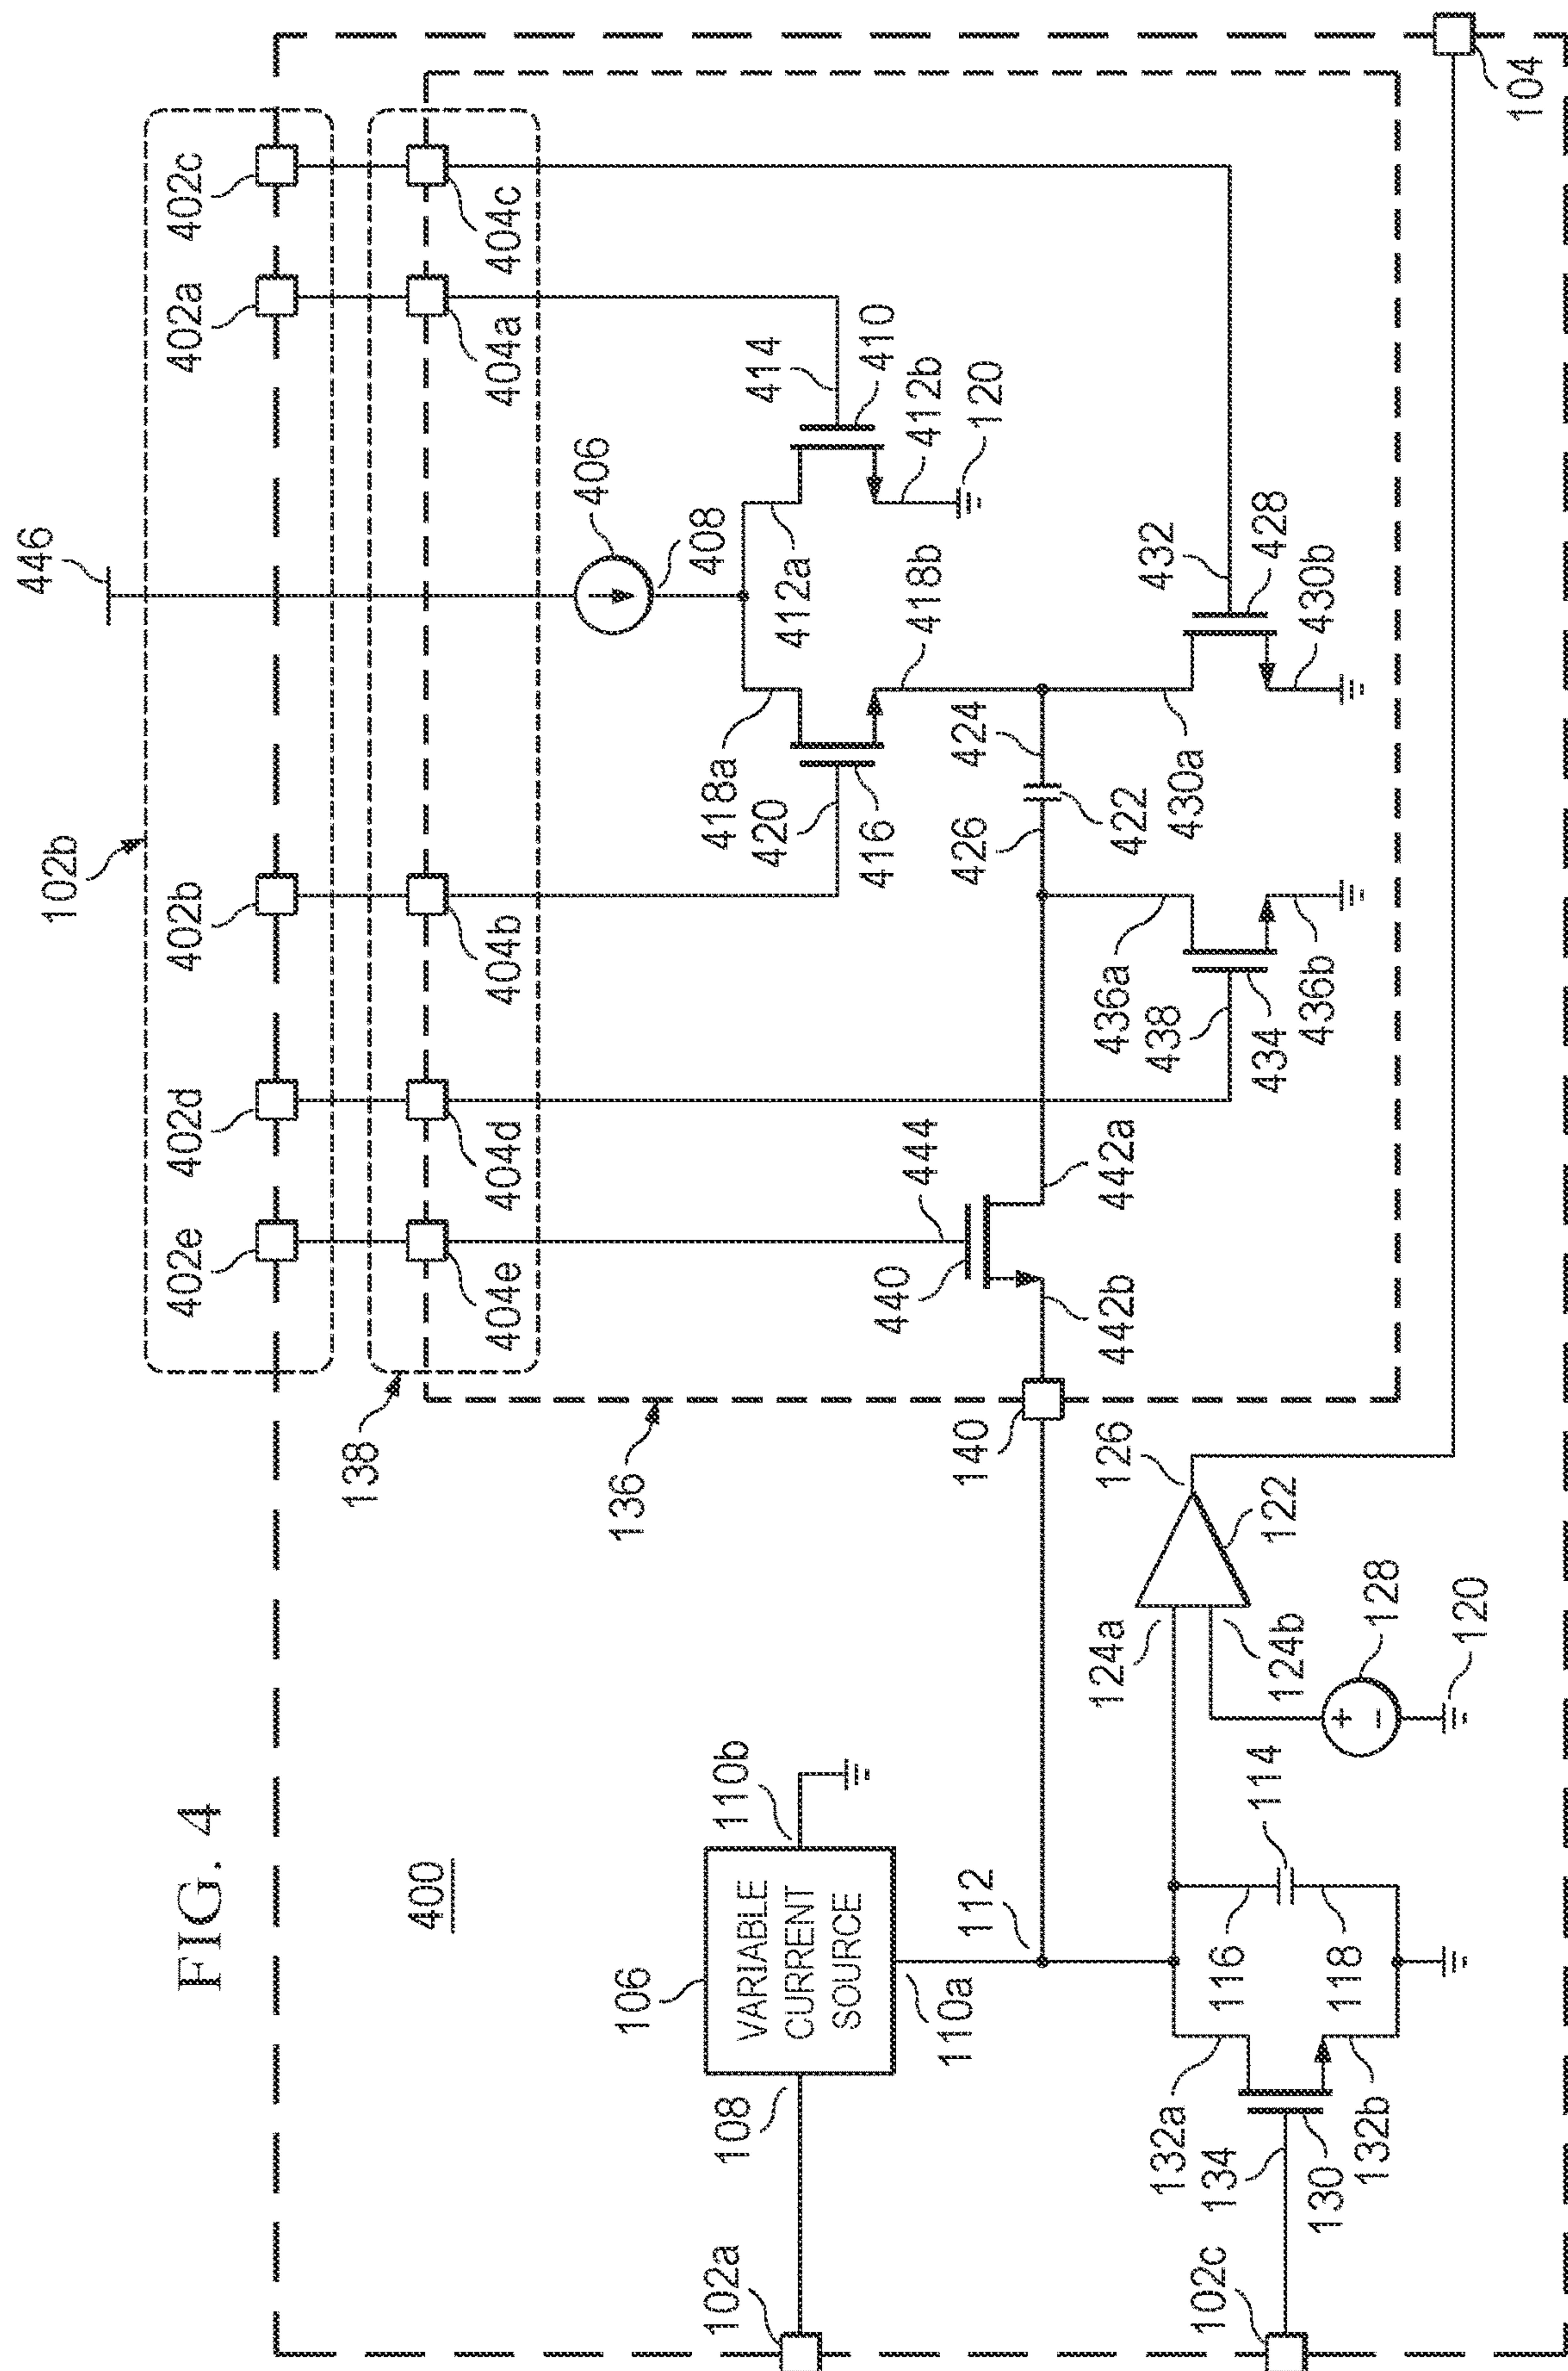 FIG. 4
400
446
102b
402e
402d
402b
402a
402c
138
404e
404d
404b
404a
404c
136
406
408
414
410
412a
412b
120
418a
420
416
418b
424
426
422
430a
432
428
430b
436a
438
434
436b
444
440
442a
442b
140
102a
108
106
VARIABLE
CURRENT
SOURCE
110b
110a
112
126
122
124a
124b
128
+
−
120
114
116
118
132a
134
130
132b
102c
104